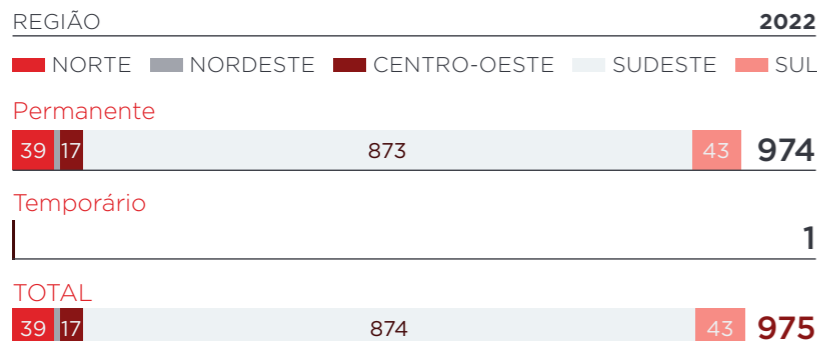 REGIÃO 2022
NORTE NORDESTE CENTRO-OESTE SUDESTE SUL
Permanente
39 17 873 43 974
Temporário
1
TOTAL
39 17 874 43 975